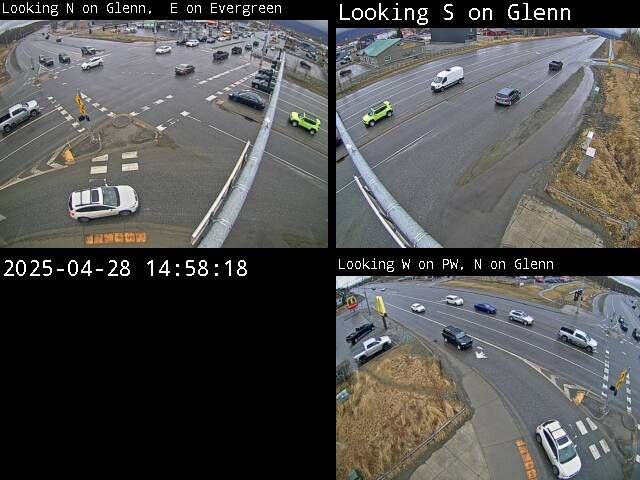 Looking N on Glenn,  E on Evergreen
Looking S on Glenn
2025-04-28 14:58:18
Looking W on PW, N on Glenn